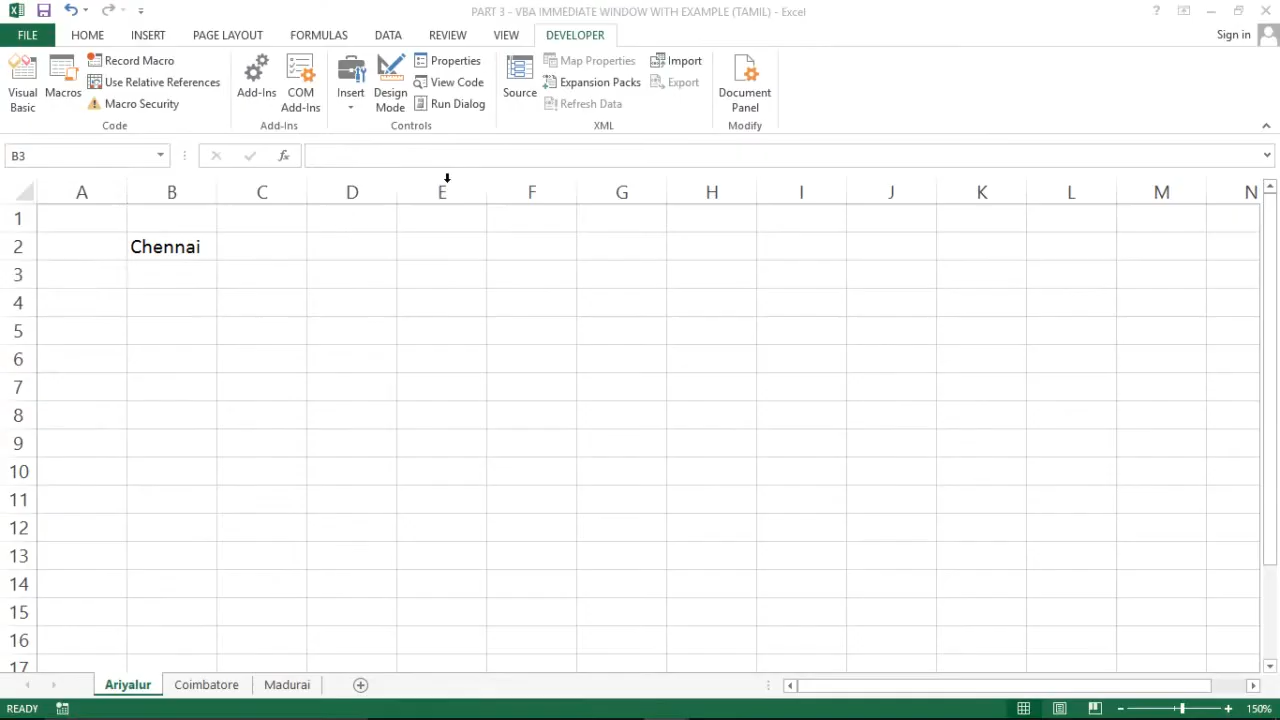 PART 3 - VBA IMMEDIATE WINDOW WITH EXAMPLE (TAMIL) - Excel
FILE HOME INSERT PAGE LAYOUT FORMULAS DATA REVIEW VIEW DEVELOPER Sign in
Visual Basic
Macros
Record Macro
Use Relative References
Macro Security
Code
Add-Ins
COM Add-Ins
Add-Ins
Insert
Design Mode
Properties
View Code
Run Dialog
Controls
Source
Map Properties
Expansion Packs
Refresh Data
Import
Export
XML
Document Panel
Modify
B3 fx
A B C D E F G H I J K L M N
1
2 Chennai
3
4
5
6
7
8
9
10
11
12
13
14
15
16
17
Ariyalur Coimbatore Madurai
READY 150%